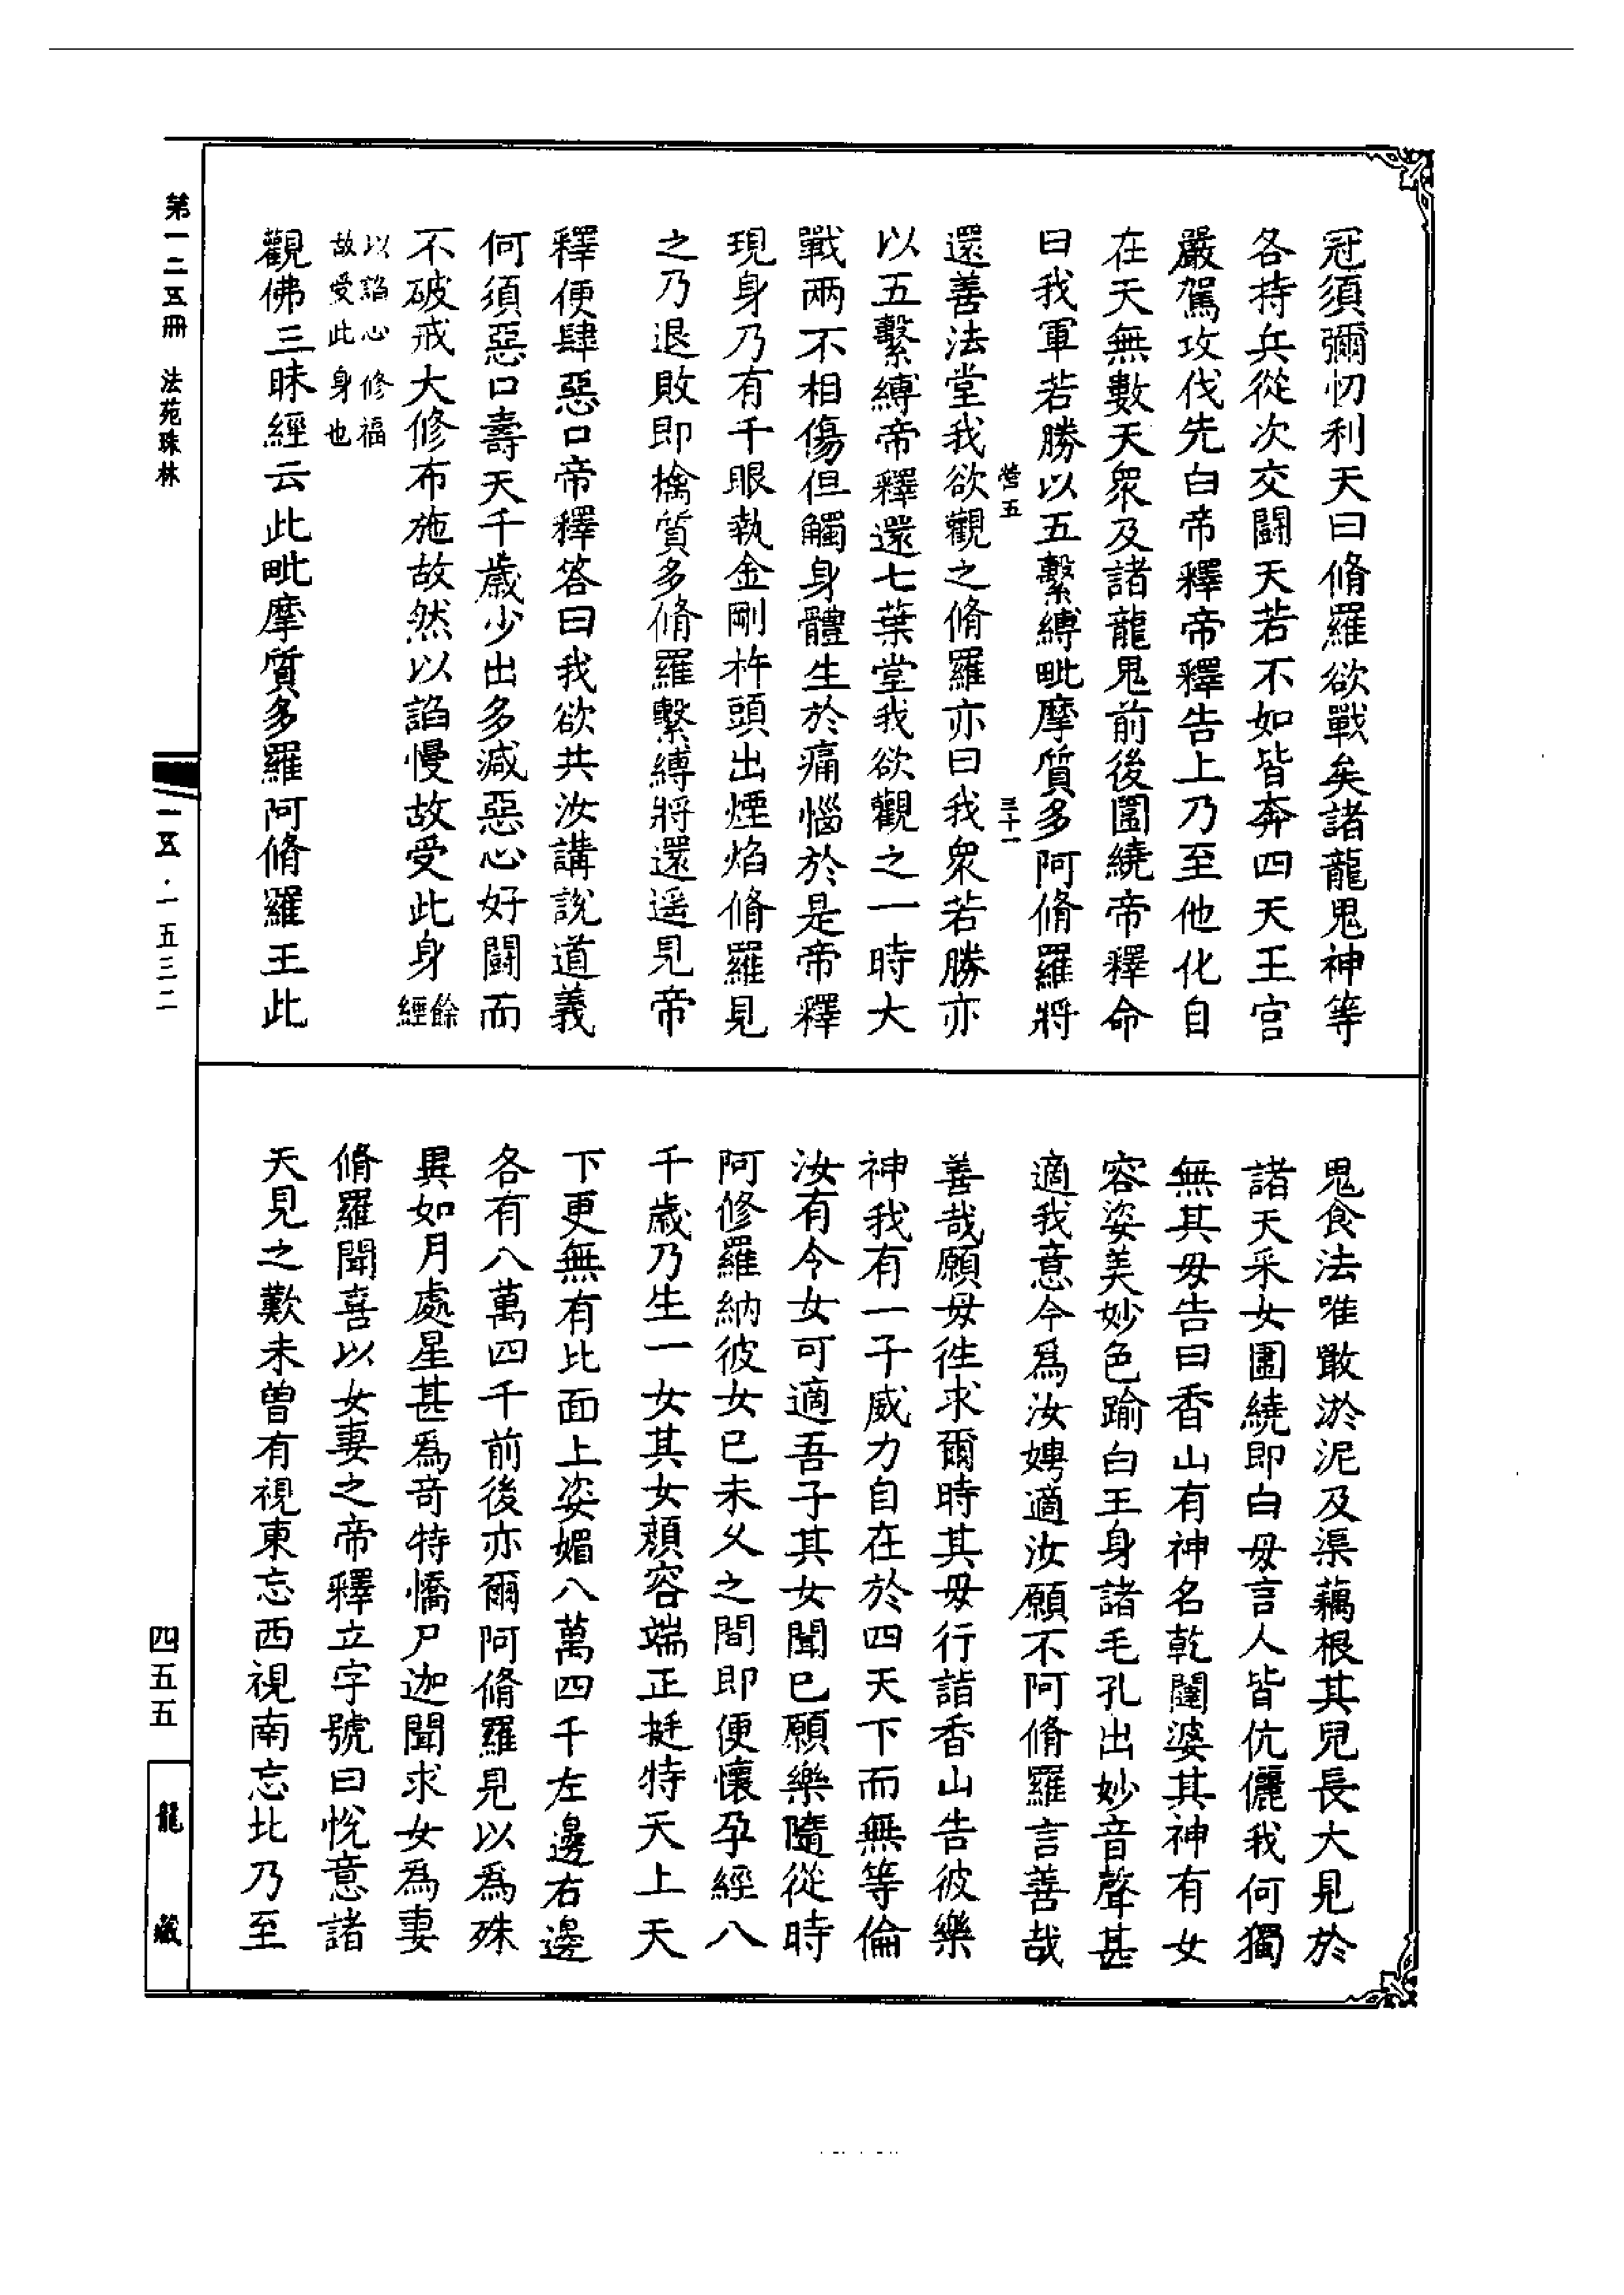 冠須彌忉利天曰脩羅欲戰矣諸龍鬼神等
各持兵從次交鬪天若不如皆奔四天王宮
嚴駕攻伐先白帝釋帝釋告上乃至他化自
在天無數天衆及諸龍鬼前後圍繞帝釋命
曰我軍若勝以五繫縛毗摩質多阿脩羅將
營五
三十一
還善法堂我欲觀之脩羅亦曰我衆若勝亦
以五繫縛帝釋還七葉堂我欲觀之一時大
戰兩不相傷但觸身體生於痛惱於是帝釋
現身乃有千眼執金剛杵頭出煙焰脩羅見
之乃退敗即擒質多脩羅繫縛將還遥見帝
釋便肆惡口帝釋答曰我欲共汝講說道義
何須惡口壽天千歲少出多減惡心好鬪而
不破戒大修布施故然以諂慢故受此身餘
經
以諂心修福
故受此身也
觀佛三昧經云此毗摩質多羅阿脩羅王此
鬼食法唯噉淤泥及渠藕根其兒長大見於
諸天采女圍繞即白毋言人皆伉儷我何獨
無其毋告曰香山有神名乾闥婆其神有女
容姿美妙色踰白玉身諸毛孔出妙音聲甚
適我意今爲汝娉適汝願不阿脩羅言善哉
善哉願毋徃求爾時其毋行詣香山告彼樂
神我有一子威力自在於四天下而無等倫
汝有令女可適吾子其女聞已願樂隨從時
阿修羅納彼女已未乆之間即便懷孕經八
千歲乃生一女其女顏容端正挺特天上天
下更無有比面上姿媚八萬四千左邊右邊
各有八萬四千前後亦爾阿脩羅見以爲殊
異如月處星甚爲竒特憍尸迦聞求女爲妻
脩羅聞喜以女妻之帝釋立字號曰悅意諸
天見之歎未曽有視東忘西視南忘北乃至
第一二五冊 法苑珠林
一五·一五三二
四五五
龍藏